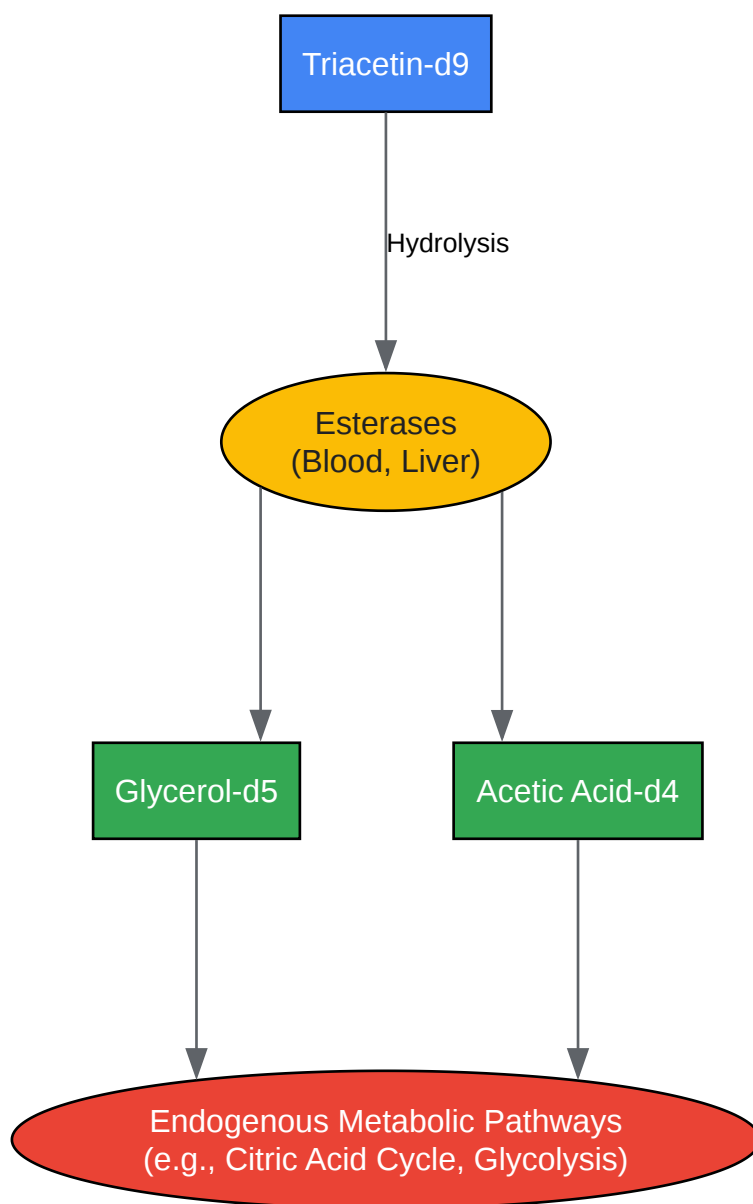 Triacetin-d9
Hydrolysis
Esterases
(Blood, Liver)
Glycerol-d5
Acetic Acid-d4
Endogenous Metabolic Pathways
(e.g., Citric Acid Cycle, Glycolysis)